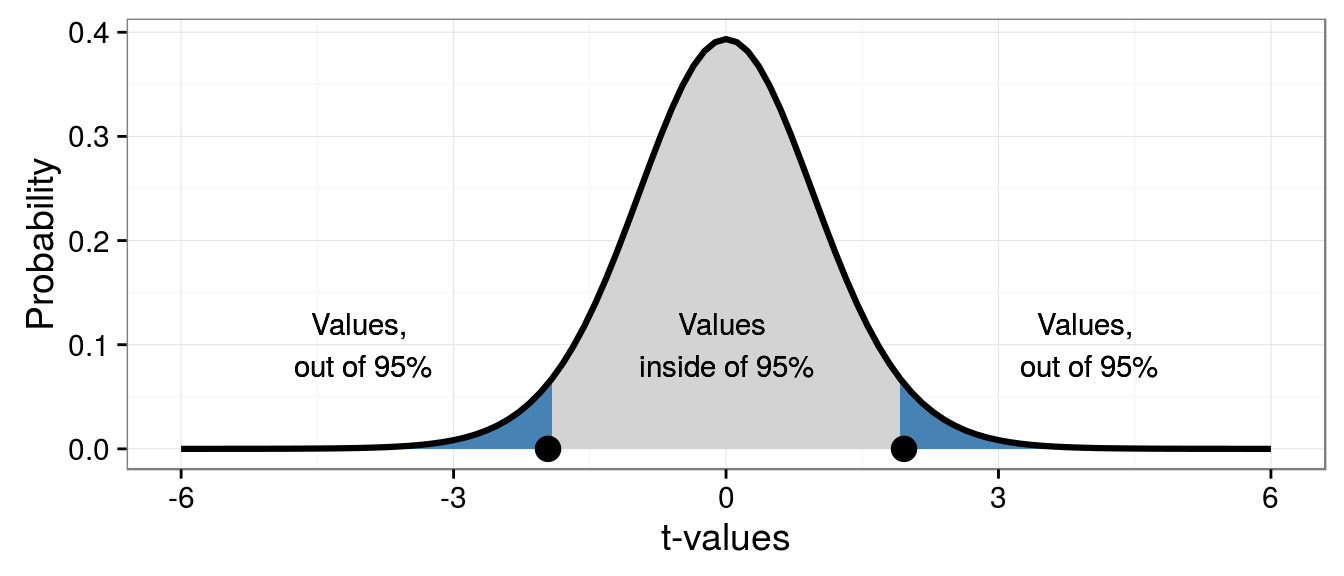 0.4
0.3
0.2
0.1
0.0
Probability
Values,
out of 95%
Values
inside of 95%
Values,
out of 95%
-6
-3
0
3
6
t-values